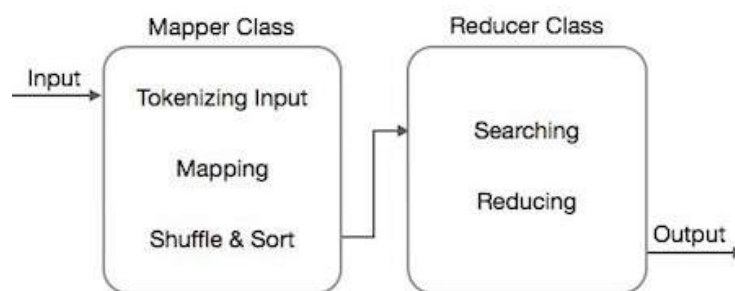 Mapper Class
Reducer Class
Input
Tokenizing Input
Mapping
Shuffle & Sort
Searching
Reducing
Output